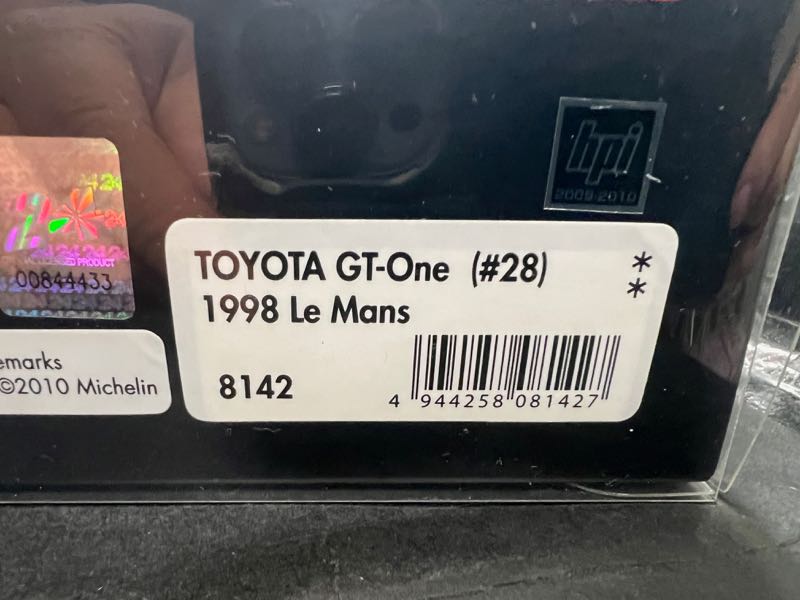 hpi
2009-2010
00844433
TOYOTA GT-One (#28)
**
1998 Le Mans
8142
4 944258 081427
emarks
©2010 Michelin